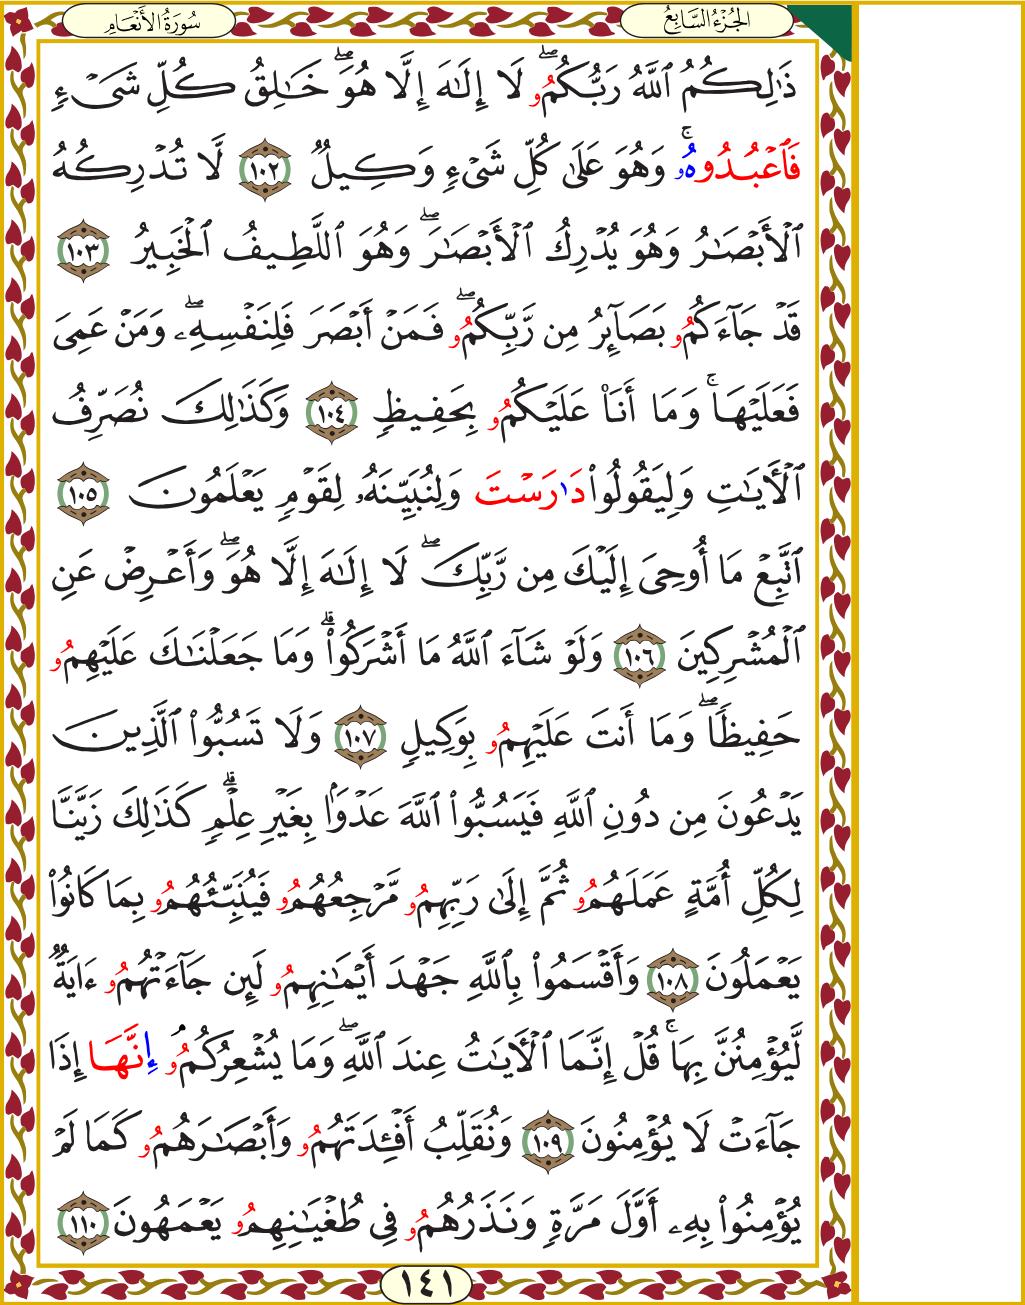 الجُزْءُ السَّابِعُ
سُورَةُ الأَنْعَامِ
ذَٰلِكُمُ ٱللَّهُ رَبُّكُمُۥۖ لَا إِلَٰهَ إِلَّا هُوَۖ خَٰلِقُ كُلِّ شَىْءٍ
فَٱعْبُدُوهُۥۚ وَهُوَ عَلَىٰ كُلِّ شَىْءٍ وَكِيلٌ ١٠٢ لَّا تُدْرِكُهُ
ٱلْأَبْصَٰرُ وَهُوَ يُدْرِكُ ٱلْأَبْصَٰرَۖ وَهُوَ ٱللَّطِيفُ ٱلْخَبِيرُ ١٠٣
قَدْ جَآءَكُمُۥ بَصَآئِرُ مِن رَّبِّكُمُۥۖ فَمَنْ أَبْصَرَ فَلِنَفْسِهِۦۖ وَمَنْ عَمِىَ
فَعَلَيْهَاۚ وَمَا أَنَا۠ عَلَيْكُمُۥ بِحَفِيظٍ ١٠٤ وَكَذَٰلِكَ نُصَرِّفُ
ٱلْأَيَٰتِ وَلِيَقُولُوا۟ دَٰرَسْتَ وَلِنُبَيِّنَهُۥ لِقَوْمٍ يَعْلَمُونَ ١٠٥
ٱتَّبِعْ مَا أُوحِىَ إِلَيْكَ مِن رَّبِّكَۖ لَا إِلَٰهَ إِلَّا هُوَۖ وَأَعْرِضْ عَنِ
ٱلْمُشْرِكِينَ ١٠٦ وَلَوْ شَآءَ ٱللَّهُ مَا أَشْرَكُوا۟ۗ وَمَا جَعَلْنَٰكَ عَلَيْهِمُۥ
حَفِيظًاۖ وَمَا أَنتَ عَلَيْهِمُۥ بِوَكِيلٍ ١٠٧ وَلَا تَسُبُّوا۟ ٱلَّذِينَ
يَدْعُونَ مِن دُونِ ٱللَّهِ فَيَسُبُّوا۟ ٱللَّهَ عَدْوًۢا بِغَيْرِ عِلْمٍۗ كَذَٰلِكَ زَيَّنَّا
لِكُلِّ أُمَّةٍ عَمَلَهُمُۥ ثُمَّ إِلَىٰ رَبِّهِمُۥ مَّرْجِعُهُمُۥ فَيُنَبِّئُهُمُۥ بِمَا كَانُوا۟
يَعْمَلُونَ ١٠٨ وَأَقْسَمُوا۟ بِٱللَّهِ جَهْدَ أَيْمَٰنِهِمُۥ لَئِن جَآءَتْهُمُۥ ءَايَةٌ
لَّيُؤْمِنُنَّ بِهَاۚ قُلْ إِنَّمَا ٱلْأَيَٰتُ عِندَ ٱللَّهِۖ وَمَا يُشْعِرُكُمُۥ إِنَّهَا إِذَا
جَآءَتْ لَا يُؤْمِنُونَ ١٠٩ وَنُقَلِّبُ أَفْـِٔدَتَهُمُۥ وَأَبْصَٰرَهُمُۥ كَمَا لَمْ
يُؤْمِنُوا۟ بِهِۦ أَوَّلَ مَرَّةٍ وَنَذَرُهُمُۥ فِى طُغْيَٰنِهِمُۥ يَعْمَهُونَ ١١٠
١٤١